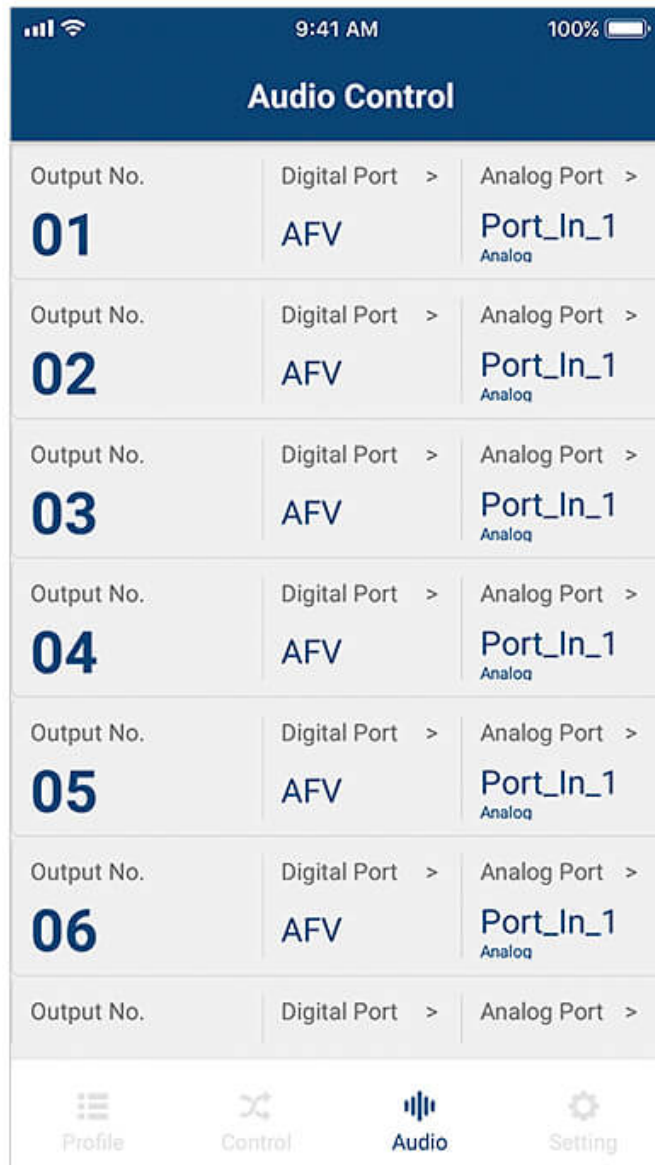 9:41 AM 100%
Audio Control
Output No. Digital Port > Analog Port >
01 AFV Port_In_1
Analog
Output No. Digital Port > Analog Port >
02 AFV Port_In_1
Analog
Output No. Digital Port > Analog Port >
03 AFV Port_In_1
Analog
Output No. Digital Port > Analog Port >
04 AFV Port_In_1
Analog
Output No. Digital Port > Analog Port >
05 AFV Port_In_1
Analog
Output No. Digital Port > Analog Port >
06 AFV Port_In_1
Analog
Output No. Digital Port > Analog Port >
Profile Control Audio Setting